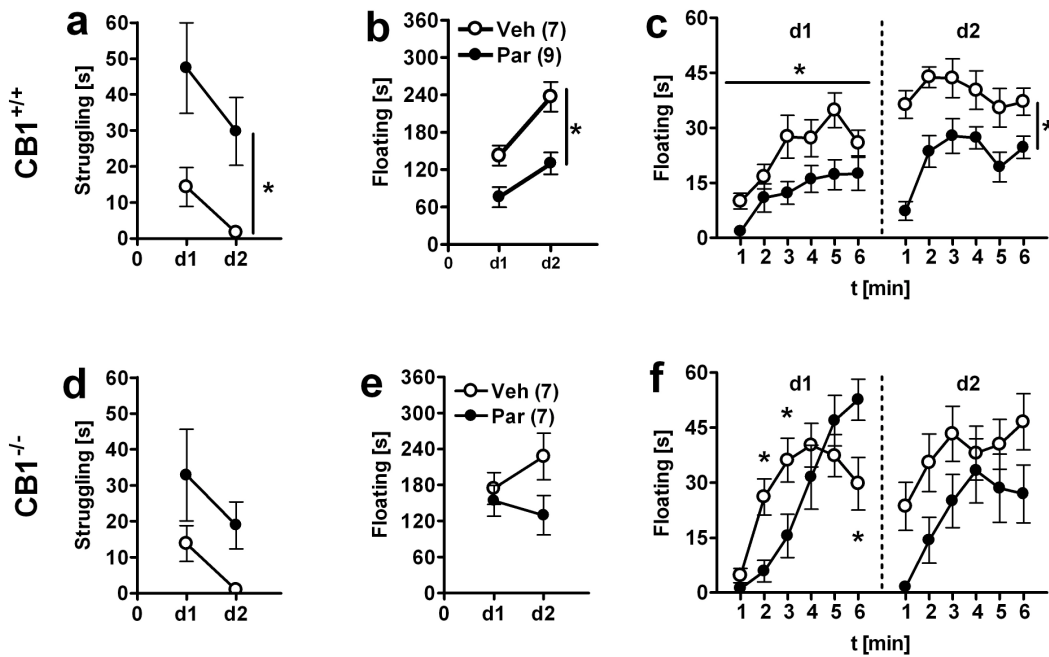 CB1+/+
a
Struggling [s]
60
50
40
30
20
10
0
0 d1 d2
*
b
Floating [s]
360
300
240
180
120
60
0
0 d1 d2
Veh (7)
Par (9)
*
c
d1 d2
Floating [s]
60
45
30
15
0
*
*
1 2 3 4 5 6 1 2 3 4 5 6
t [min]
CB1-/-
d
Struggling [s]
60
50
40
30
20
10
0
0 d1 d2
e
Floating [s]
360
300
240
180
120
60
0
0 d1 d2
Veh (7)
Par (7)
f
d1 d2
Floating [s]
60
45
30
15
0
*
*
*
1 2 3 4 5 6 1 2 3 4 5 6
t [min]